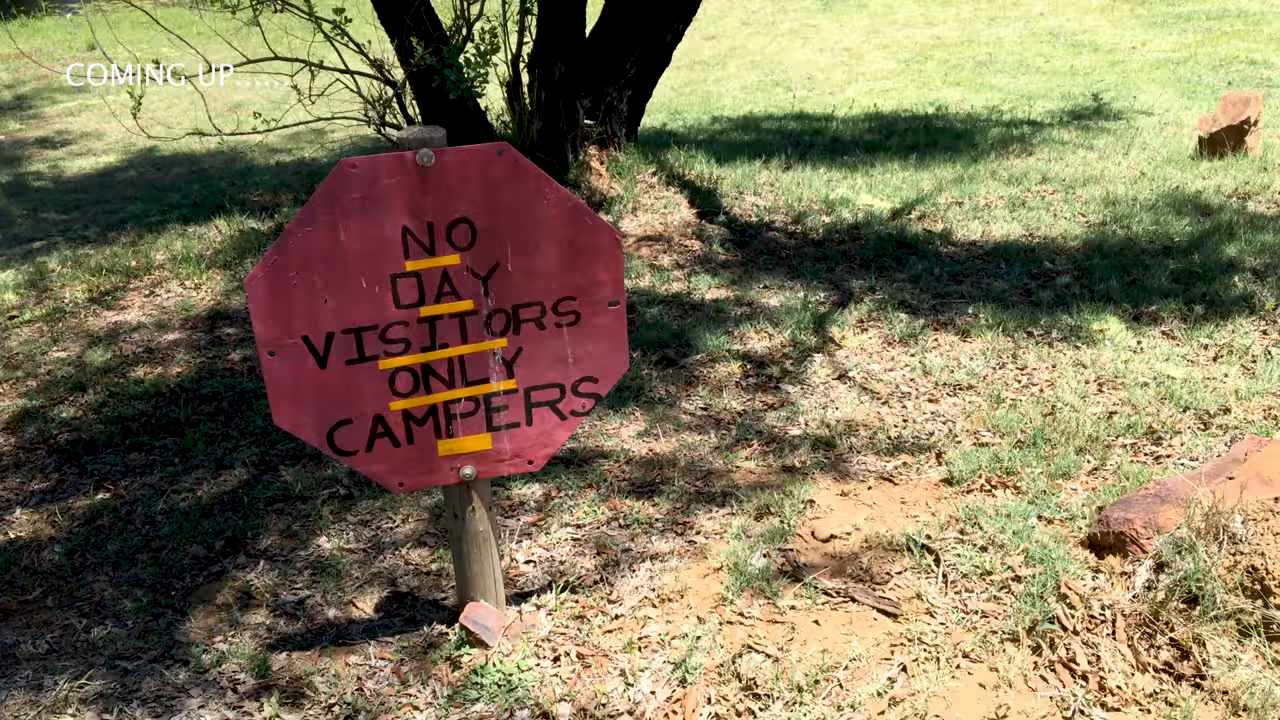 COMING UP......
NO
DAY
VISITORS
ONLY
CAMPERS